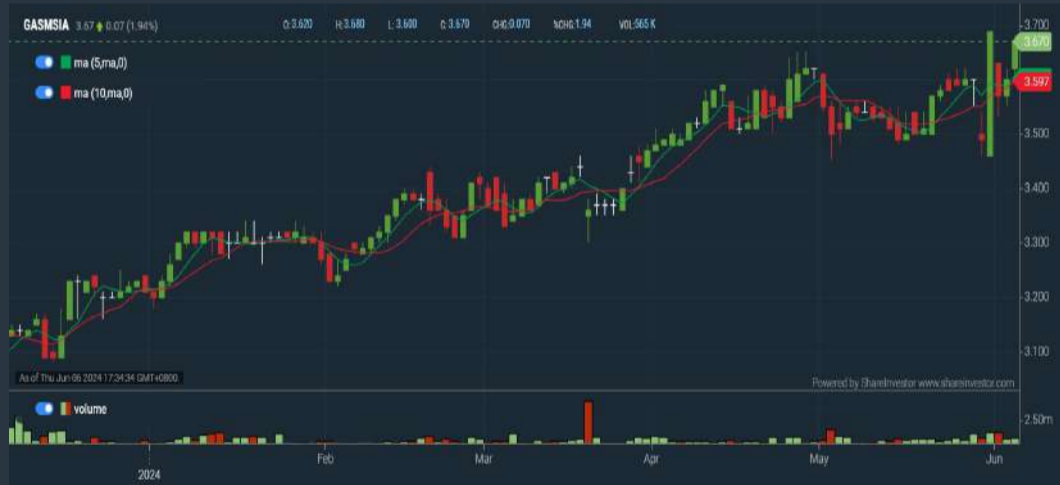 GASMSIA 3.67 0.07 (1.94%) O: 3.620 H: 3.680 L: 3.600 C: 3.670 CHG:0.070 %CHG:1.94 VOL:565 K
3.700
3.670
ma (5,ma,0)
ma (10,ma,0)
3.597
3.500
3.400
3.300
3.200
3.100
As of Thu Jun 06 2024 17:34:34 GMT+0800
Powered by ShareInvestor www.shareinvestor.com
volume
2.50m
Feb Mar Apr May Jun
2024